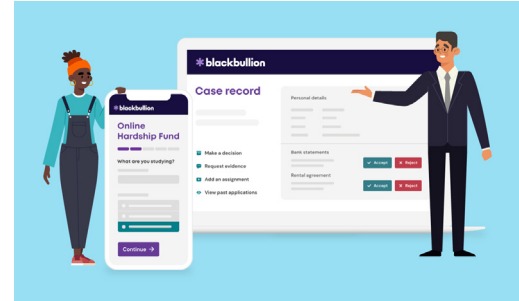 blackbullion
Online
Hardship Fund
What are you studying?
Continue →
blackbullion
Case record
Make a decision
Request evidence
Add an assignment
View past applications
Personal details
Bank statements
✓ Accept
✗ Reject
Rental agreement
✓ Accept
✗ Reject